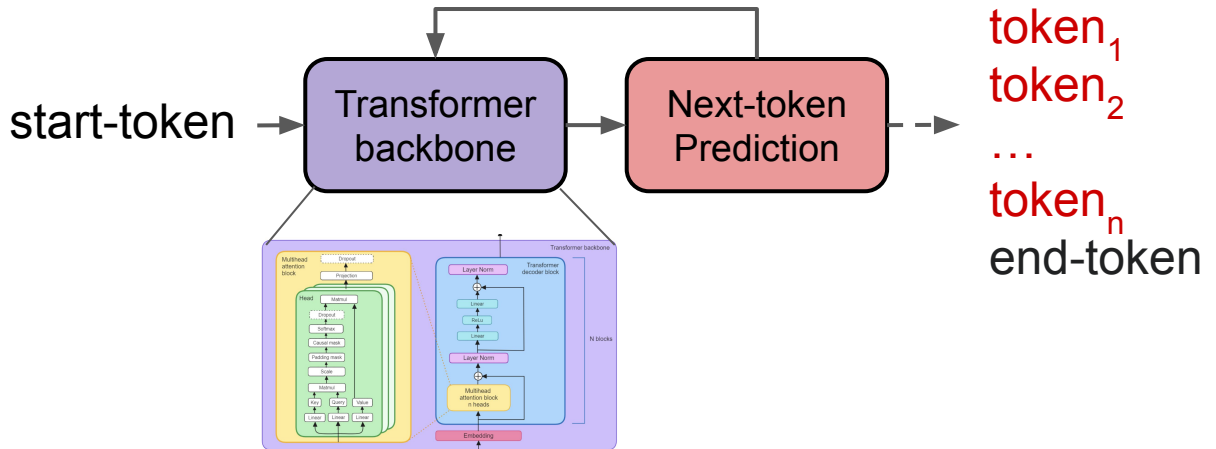 start-token
Transformer
backbone
Next-token
Prediction
token1
token2
…
tokenn
end-token
Transformer backbone
Multihead
attention
block
Dropout
Projection
Head
Matmul
Dropout
Softmax
Causal mask
Padding mask
Scale
Matmul
Key Query Value
Linear Linear Linear
Transformer
decoder block
Layer Norm
Linear
ReLu
Linear
Layer Norm
Multihead
attention block
n heads
N blocks
Embedding